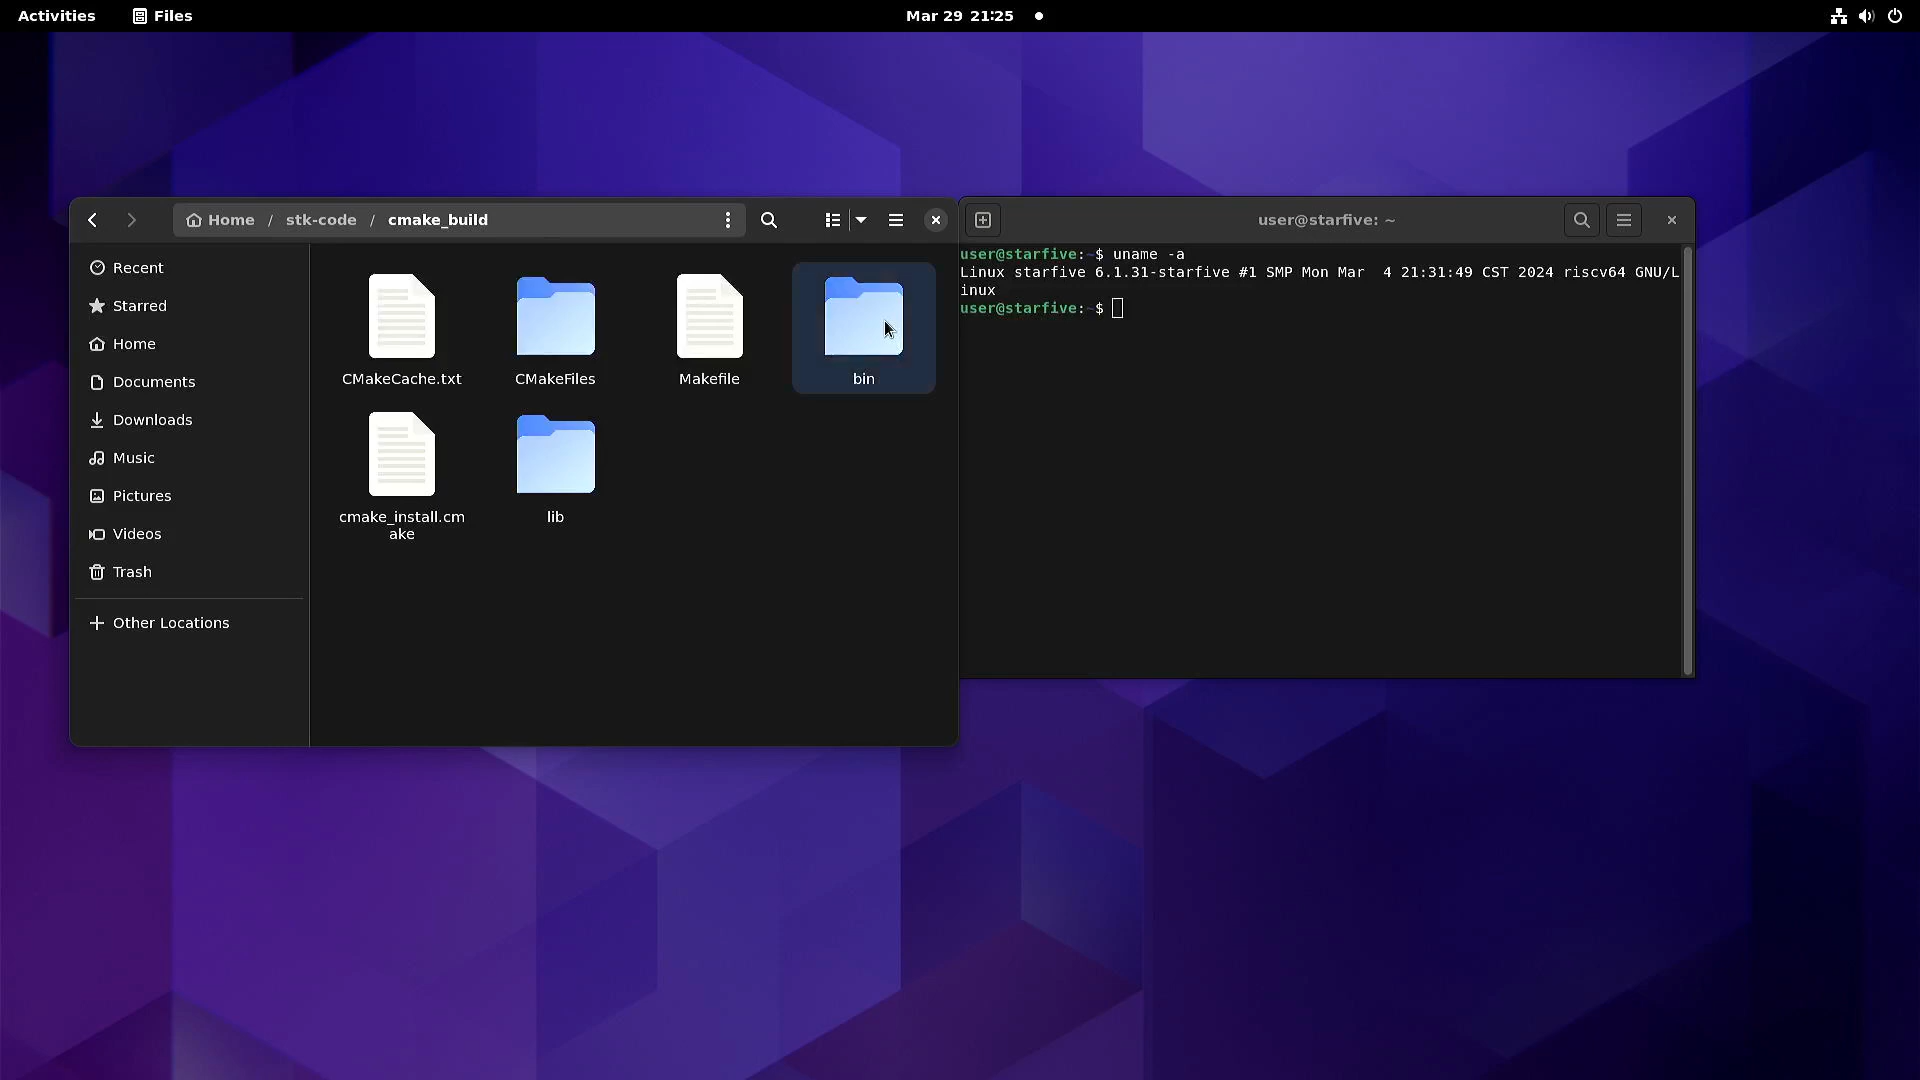 Activities
Files
Mar 29 21:25
Home / stk-code / cmake_build
Recent
Starred
Home
Documents
Downloads
Music
Pictures
Videos
Trash
Other Locations
CMakeCache.txt
CMakeFiles
Makefile
bin
cmake_install.cm
ake
lib
user@starfive: ~
user@starfive:~$ uname -a
Linux starfive 6.1.31-starfive #1 SMP Mon Mar  4 21:31:49 CST 2024 riscv64 GNU/L
inux
user@starfive:~$